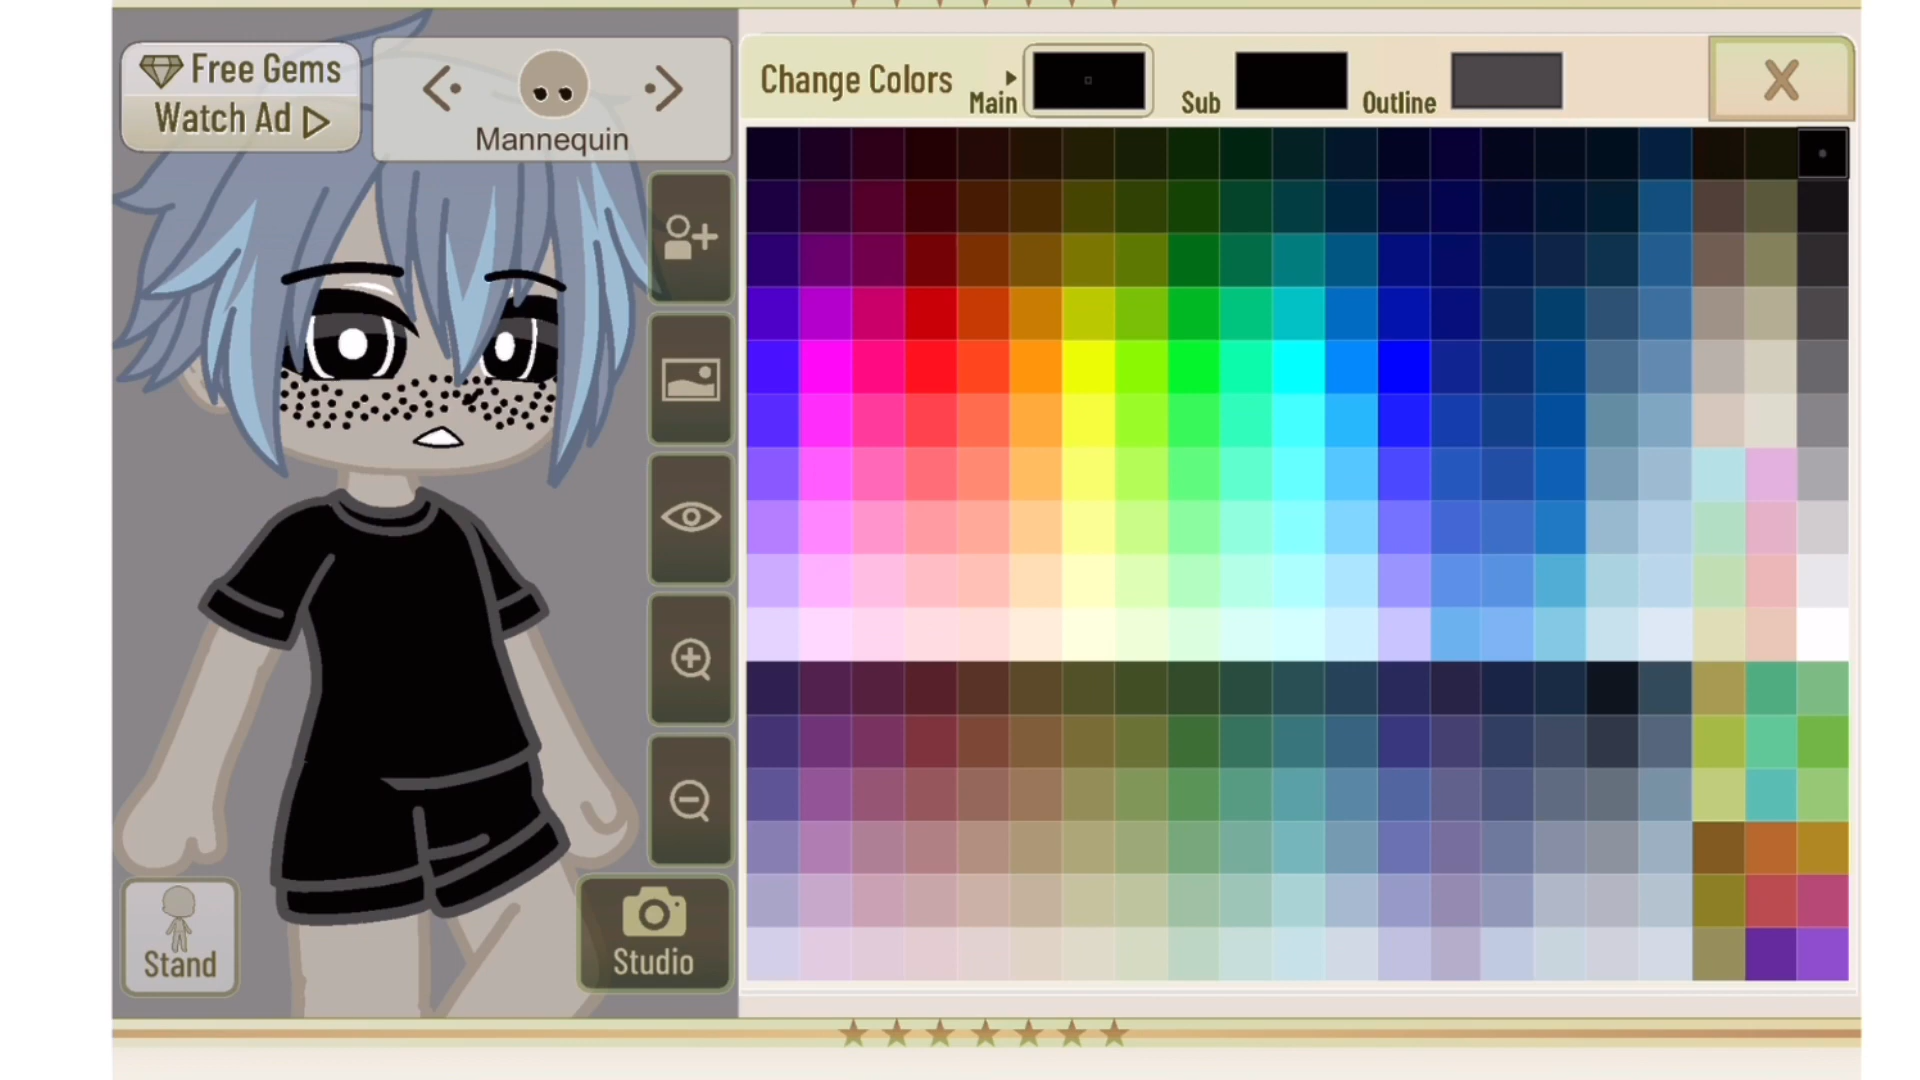 Free Gems
Watch Ad
Mannequin
Change Colors
Main
Sub
Outline
X
Stand
Studio